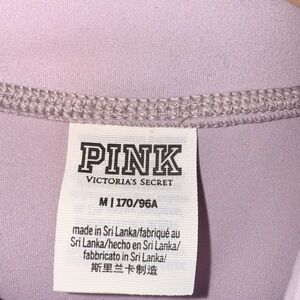 PINK
VICTORIA'S SECRET
M | 170/96A
made in Sri Lanka/fabriqué au
Sri Lanka/hecho en Sri Lanka/
fabbricato in Sri Lanka/
斯里兰卡制造